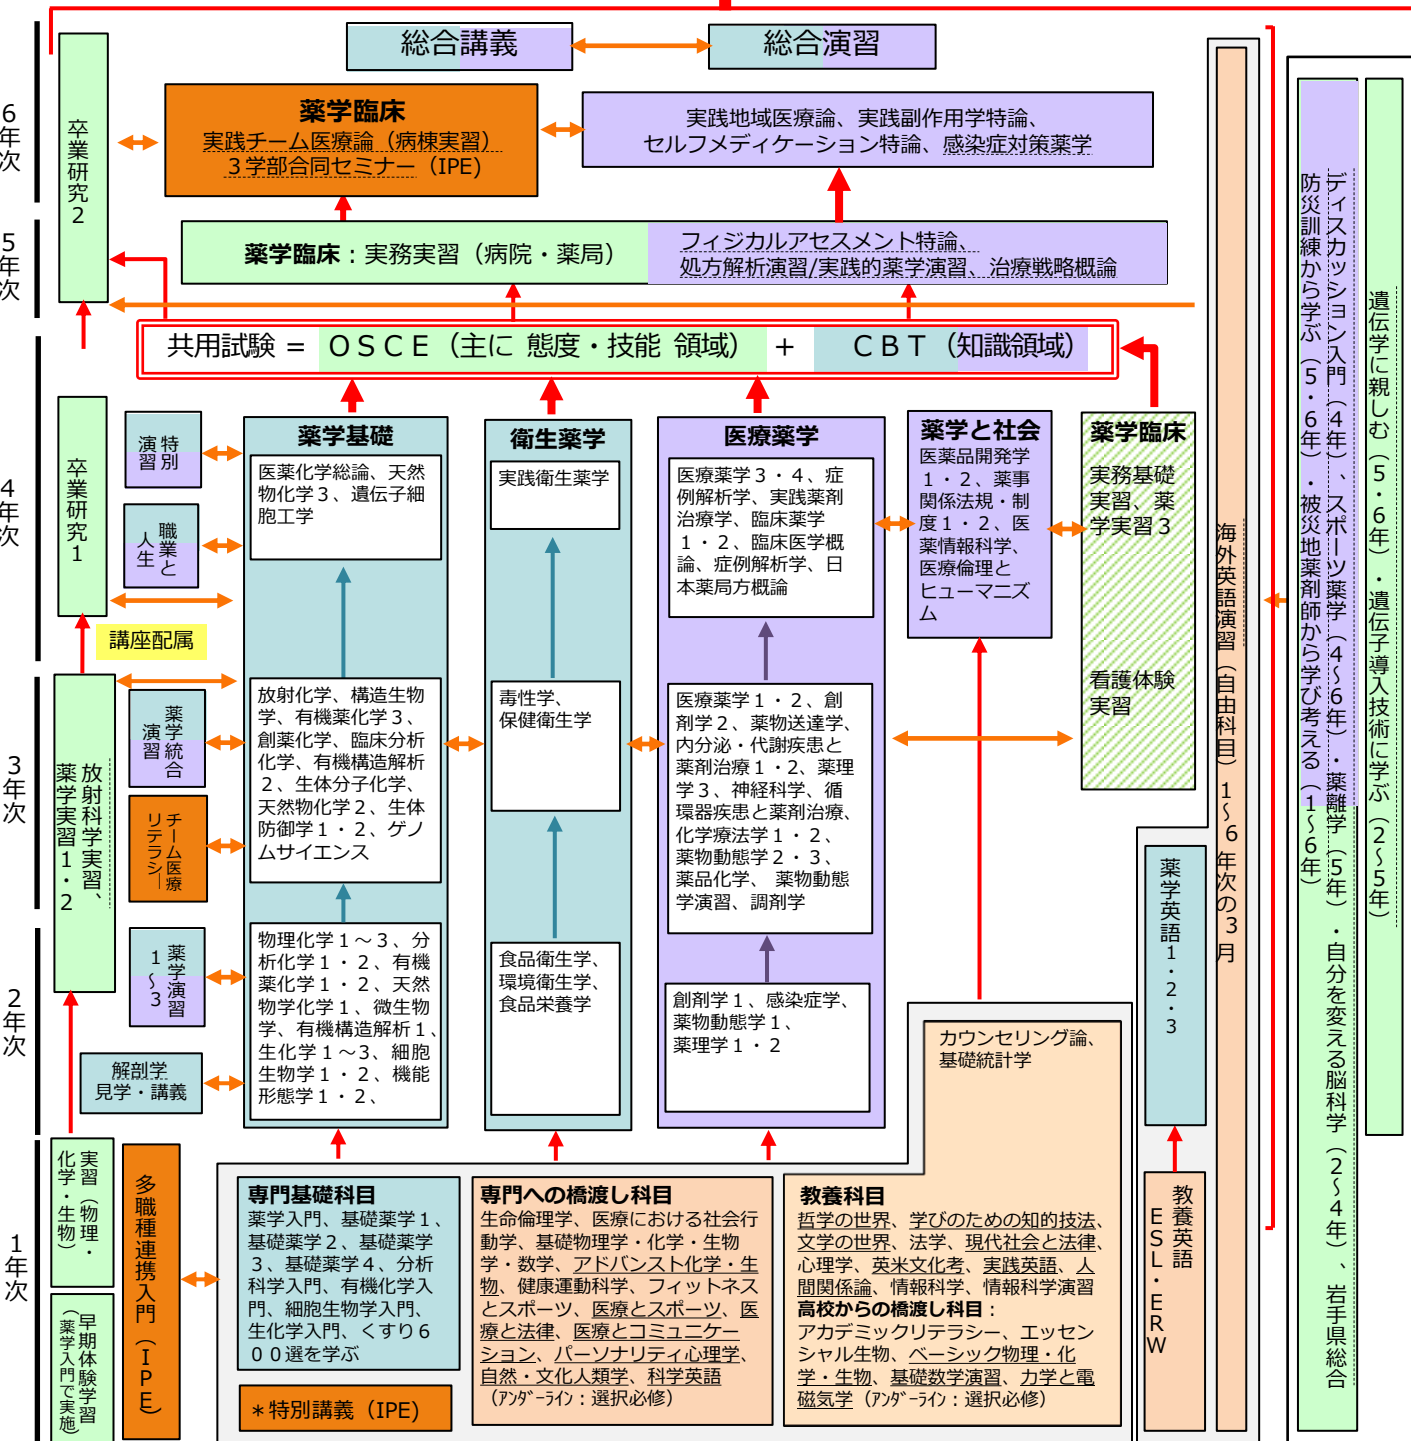 総合講義
総合演習
6年次
卒業研究2
薬学臨床
実践チーム医療論（病棟実習）
3学部合同セミナー（IPE)
実践地域医療論、実践副作用学特論、
セルフメディケーション特論、感染症対策薬学
5年次
薬学臨床：実務実習（病院・薬局）
フィジカルアセスメント特論、
処方解析演習/実践的薬学演習、治療戦略概論
共用試験 = OSCE（主に 態度・技能 領域） + CBT（知識領域）
4年次
卒業研究1
特別
演習
職業と
人生
講座配属
薬学基礎
医薬化学総論、天然
物化学3、遺伝子細
胞工学
衛生薬学
実践衛生薬学
医療薬学
医療薬学3・4、症
例解析学、実践薬剤
治療学、臨床薬学
1・2、臨床医学概
論、症例解析学、日
本薬局方概論
薬学と社会
医薬品開発学
1・2、薬事
関係法規・制
度1・2、医
薬情報科学、
医療倫理と
ヒューマニズ
ム
薬学臨床
実務基礎
実習、薬
学実習3
看護体験
実習
3年次
放射科学実習、
薬学実習1・2
薬学統合
演習
チーム医療
リテラシー
放射化学、構造生物
学、有機薬化学3、
創薬化学、臨床分析
化学、有機構造解析
2、生体分子化学、
天然物化学2、生体
防御学1・2、ゲノ
ムサイエンス
毒性学、
保健衛生学
医療薬学1・2、創
剤学2、薬物送達学、
内分泌・代謝疾患と
薬剤治療1・2、薬理
学3、神経科学、循
環器疾患と薬剤治療、
化学療法学1・2、
薬物動態学2・3、
薬品化学、 薬物動態
学演習、調剤学
2年次
薬学演習
1～3
解剖学
見学・講義
物理化学1～3、分
析化学1・2、有機
薬化学1・2、天然
物学化学1、微生物
学、有機構造解析1、
生化学1～3、細胞
生物学1・2、機能
形態学1・2、
食品衛生学、
環境衛生学、
食品栄養学
創剤学1、感染症学、
薬物動態学1、
薬理学1・2
カウンセリング論、
基礎統計学
1年次
実習（物理・
化学・生物）
早期体験学習
（薬学入門で実施）
多職種連携入門（IPE）
専門基礎科目
薬学入門、基礎薬学1、
基礎薬学2、基礎薬学
3、基礎薬学4、分析
科学入門、有機化学入
門、細胞生物学入門、
生化学入門、くすり6
00選を学ぶ
＊特別講義（IPE)
専門への橋渡し科目
生命倫理学、医療における社会行
動学、基礎物理学・化学・生物
学・数学、アドバンスト化学・生
物、健康運動科学、フィットネス
とスポーツ、医療とスポーツ、医
療と法律、医療とコミュニケー
ション、パーソナリティ心理学、
自然・文化人類学、科学英語
（ｱﾝﾀﾞｰﾗｲﾝ：選択必修）
教養科目
哲学の世界、学びのための知的技法、
文学の世界、法学、現代社会と法律、
心理学、英米文化考、実践英語、人
間関係論、情報科学、情報科学演習
高校からの橋渡し科目：
アカデミックリテラシー、エッセン
シャル生物、ベーシック物理・化
学・生物、基礎数学演習、力学と電
磁気学（ｱﾝﾀﾞｰﾗｲﾝ：選択必修）
薬学英語1・2・3
教養英語
ESL・ERW
海外英語演習（自由科目）1～6年次の3月
ディスカッション入門（4年）、スポーツ薬学（4～6年）・薬離学（5年）・自分を変える脳科学（2～4年）、岩手県総合
防災訓練から学ぶ（5・6年）・被災地薬剤師から学び考える（1～6年）
遺伝学に親しむ（5・6年）・遺伝子導入技術に学ぶ（2～5年）